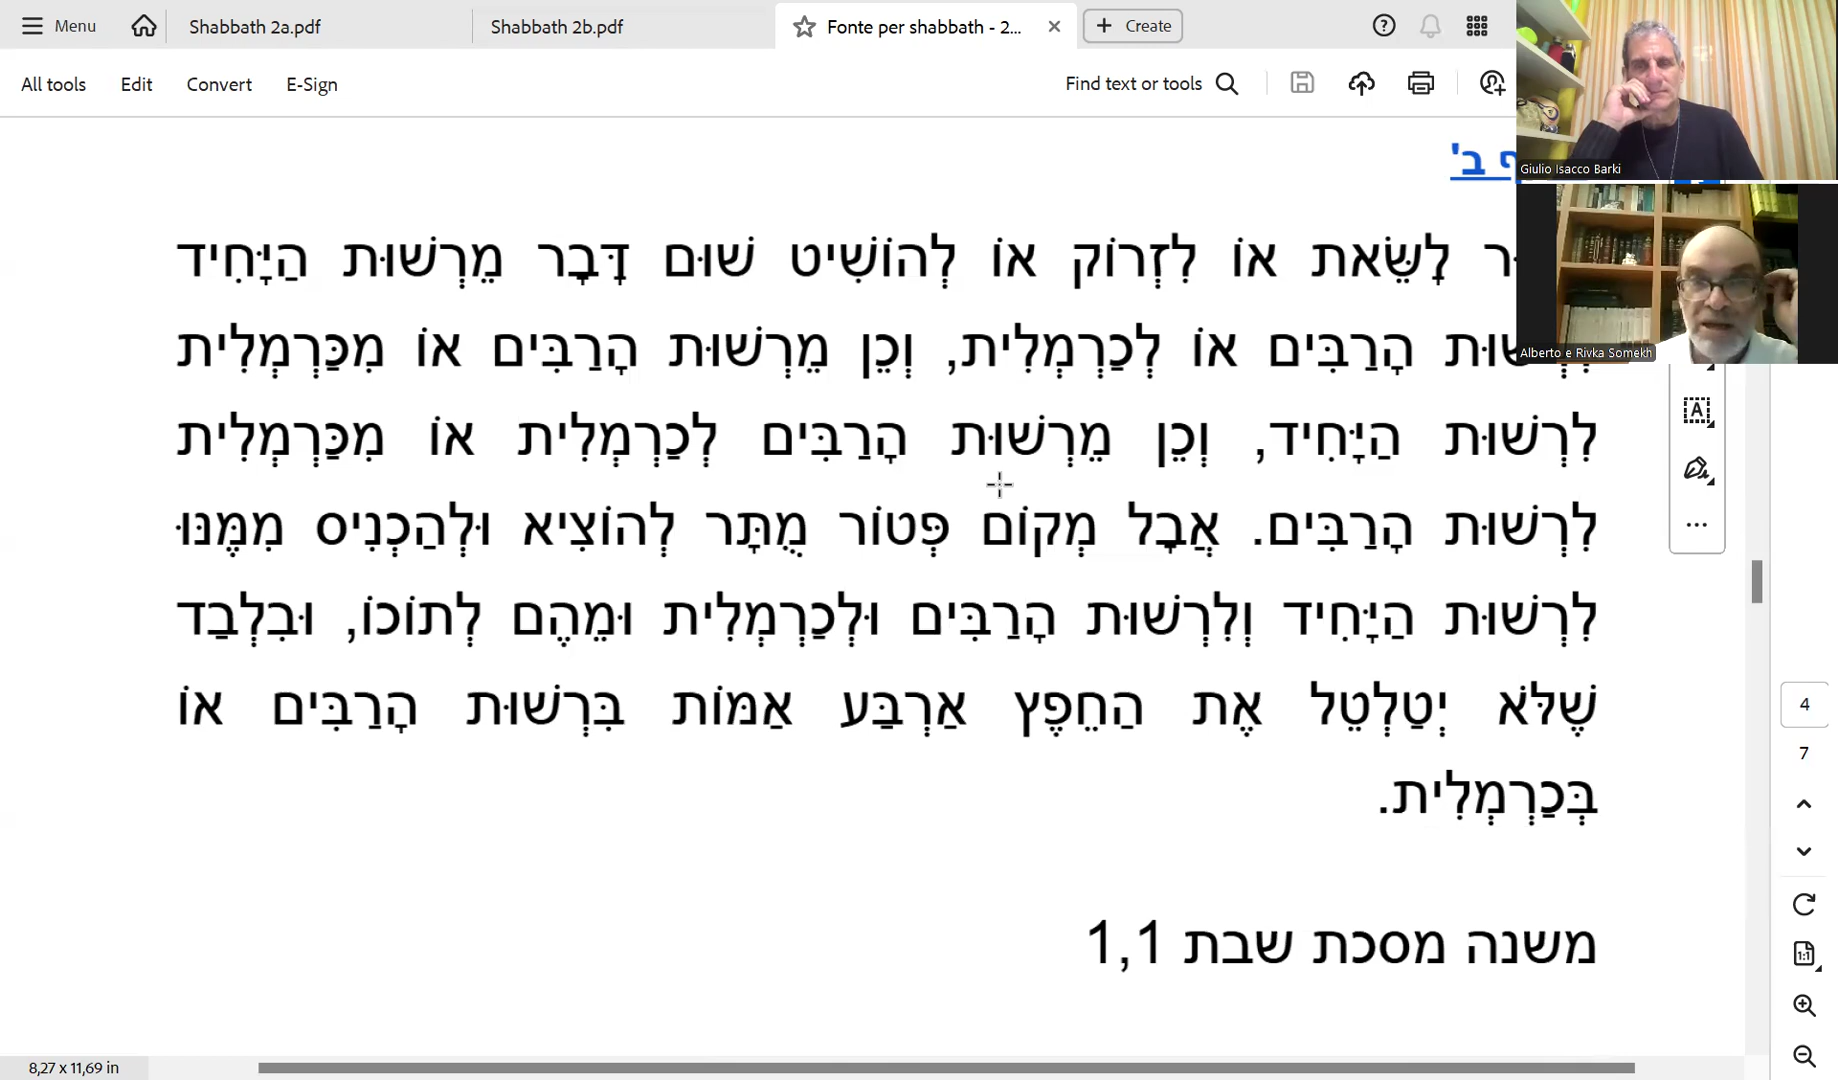 Menu
Shabbath 2a.pdf
Shabbath 2b.pdf
Fonte per shabbath - 2...
Create
All tools
Edit
Convert
E-Sign
Find text or tools
Giulio Isacco Barki
Alberto e Rivka Somekh
ב'
לָשֵּׂאת אוֹ לִזְרוֹק אוֹ לְהוֹשִׁיט שׁוּם דָּבָר מֵרְשׁוּת הַיָּחִיד
לִרְשׁוּת הָרַבִּים אוֹ לְכַרְמְלִית, וְכֵן מֵרְשׁוּת הָרַבִּים אוֹ מִכַּרְמְלִית
לִרְשׁוּת הַיָּחִיד, וְכֵן מֵרְשׁוּת הָרַבִּים לְכַרְמְלִית אוֹ מִכַּרְמְלִית
לִרְשׁוּת הָרַבִּים. אֲבָל מְקוֹם פְּטוֹר מֻתָּר לְהוֹצִיא וּלְהַכְנִיס מִמֶּנּוּ
לִרְשׁוּת הַיָּחִיד וְלִרְשׁוּת הָרַבִּים וּלְכַרְמְלִית וּמֵהֶם לְתוֹכוֹ, וּבִלְבַד
שֶׁלֹּא יְטַלְטֵל אֶת הַחֵפֶץ אַרְבַּע אַמּוֹת בִּרְשׁוּת הָרַבִּים אוֹ
בְּכַרְמְלִית.
משנה מסכת שבת 1,1
4
7
8,27 x 11,69 in